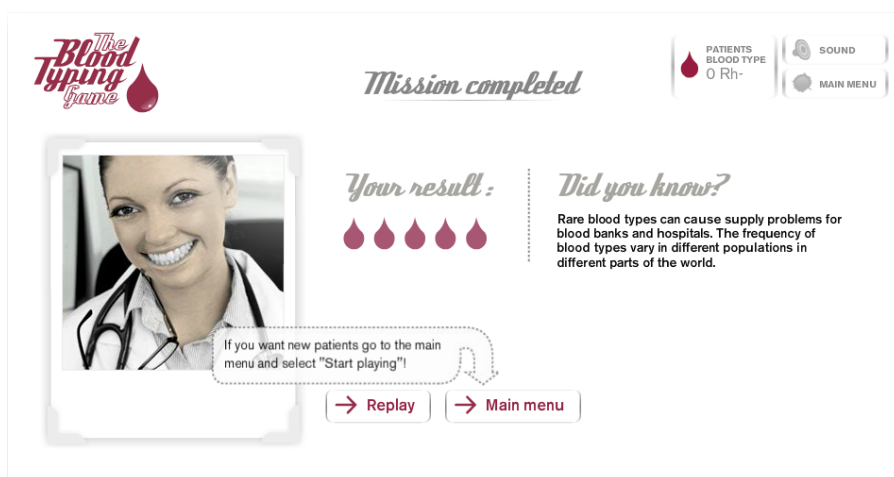 The
Blood
Typing
Game
Mission completed
PATIENTS
BLOOD TYPE
0 Rh-
SOUND
MAIN MENU
Your result :
Did you know?
Rare blood types can cause supply problems for
blood banks and hospitals. The frequency of
blood types vary in different populations in
different parts of the world.
If you want new patients go to the main
menu and select "Start playing"!
Replay
Main menu